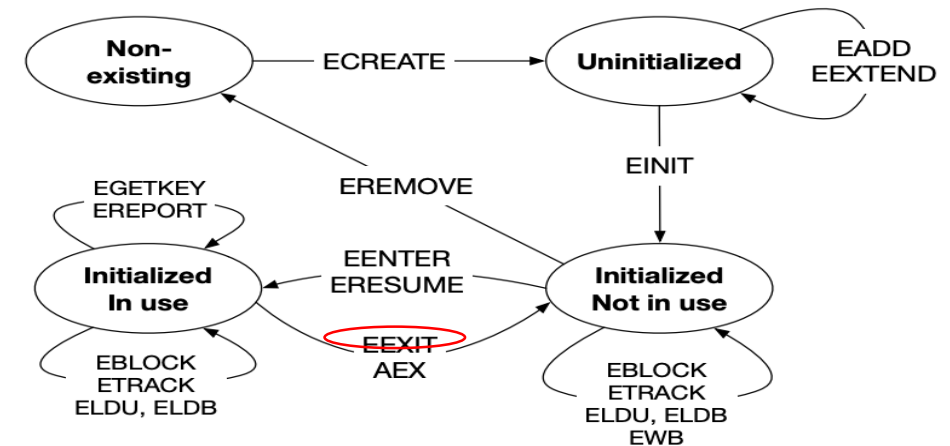 Non-
existing
ECREATE
Uninitialized
EADD
EEXTEND
EINIT
EREMOVE
EGETKEY
EREPORT
Initialized
In use
EENTER
ERESUME
Initialized
Not in use
EEXIT
AEX
EBLOCK
ETRACK
ELDU, ELDB
EBLOCK
ETRACK
ELDU, ELDB
EWB